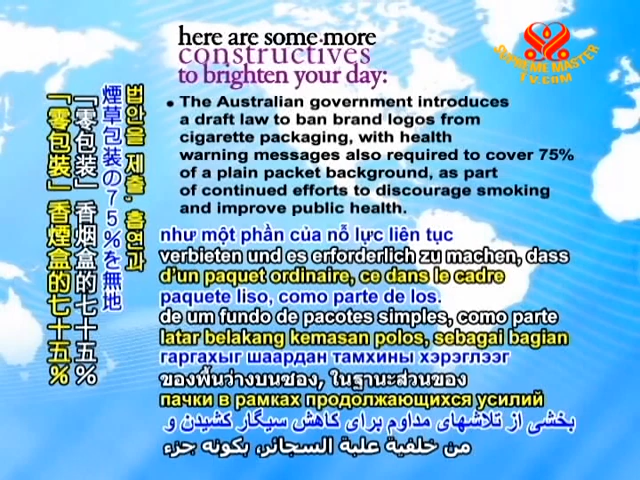 here are some more
constructives
to brighten your day:
SUPREME MASTER
TV.COM
• The Australian government introduces
a draft law to ban brand logos from
cigarette packaging, with health
warning messages also required to cover 75%
of a plain packet background, as part
of continued efforts to discourage smoking
and improve public health.
법안을 제출, 흡연과
煙草包装の75%を無地
「零包装」香烟盒的七十五%
「零包裝」香煙盒的七十五%
như một phần của nỗ lực liên tục
verbieten und es erforderlich zu machen, dass
d'un paquet ordinaire, ce dans le cadre
paquete liso, como parte de los.
de um fundo de pacotes simples, como parte
latar belakang kemasan polos, sebagai bagian
гаргахыг шаардан тамхины хэрэглээг
ของพื้นว่างบนซอง, ในฐานะส่วนของ
пачки в рамках продолжающихся усилий
بخشی از تلاشهای مداوم برای کاهش سیگار کشیدن و
من خلفية علبة السجائر، بكونه جزء